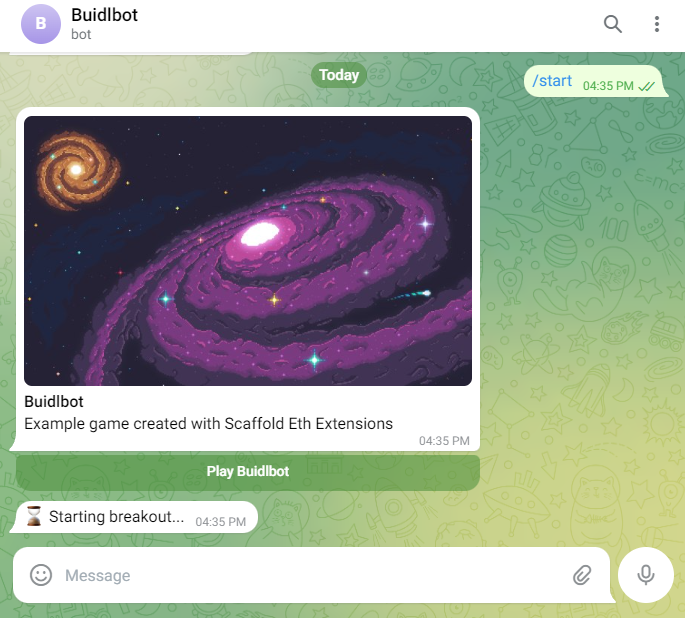 B
Buidlbot
bot
Today
/start 04:35 PM
Buidlbot
Example game created with Scaffold Eth Extensions
04:35 PM
Play Buidlbot
Starting breakout... 04:35 PM
Message